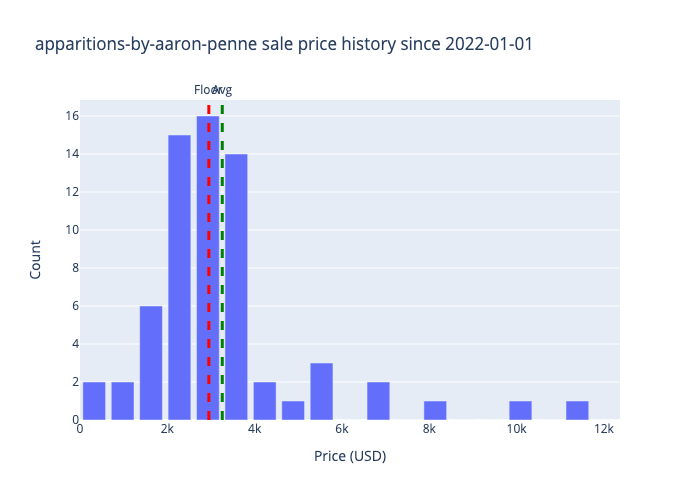 apparitions-by-aaron-penne sale price history since 2022-01-01
Floor
Avg
16
14
12
10
8
6
4
2
0
Count
0
2k
4k
6k
8k
10k
12k
Price (USD)